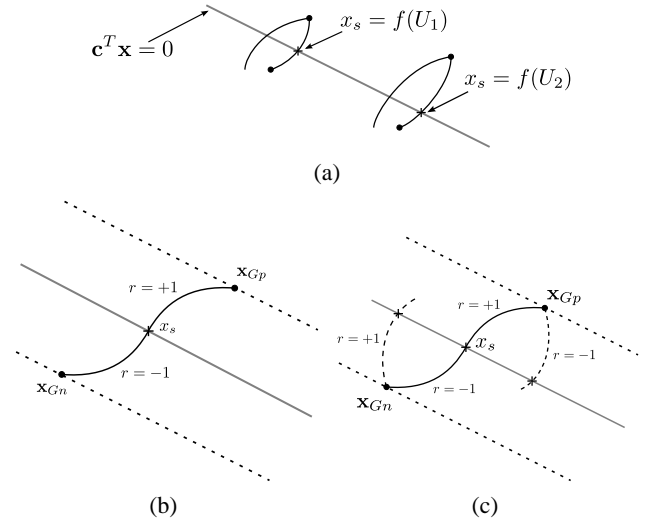 x_s = f(U_1)
c^T x = 0
x_s = f(U_2)
(a)
x_{Gp}
r = +1
x_s
x_{Gn}
r = −1
(b)
x_{Gp}
r = +1
r = +1
x_s
r = −1
r = −1
x_{Gn}
(c)